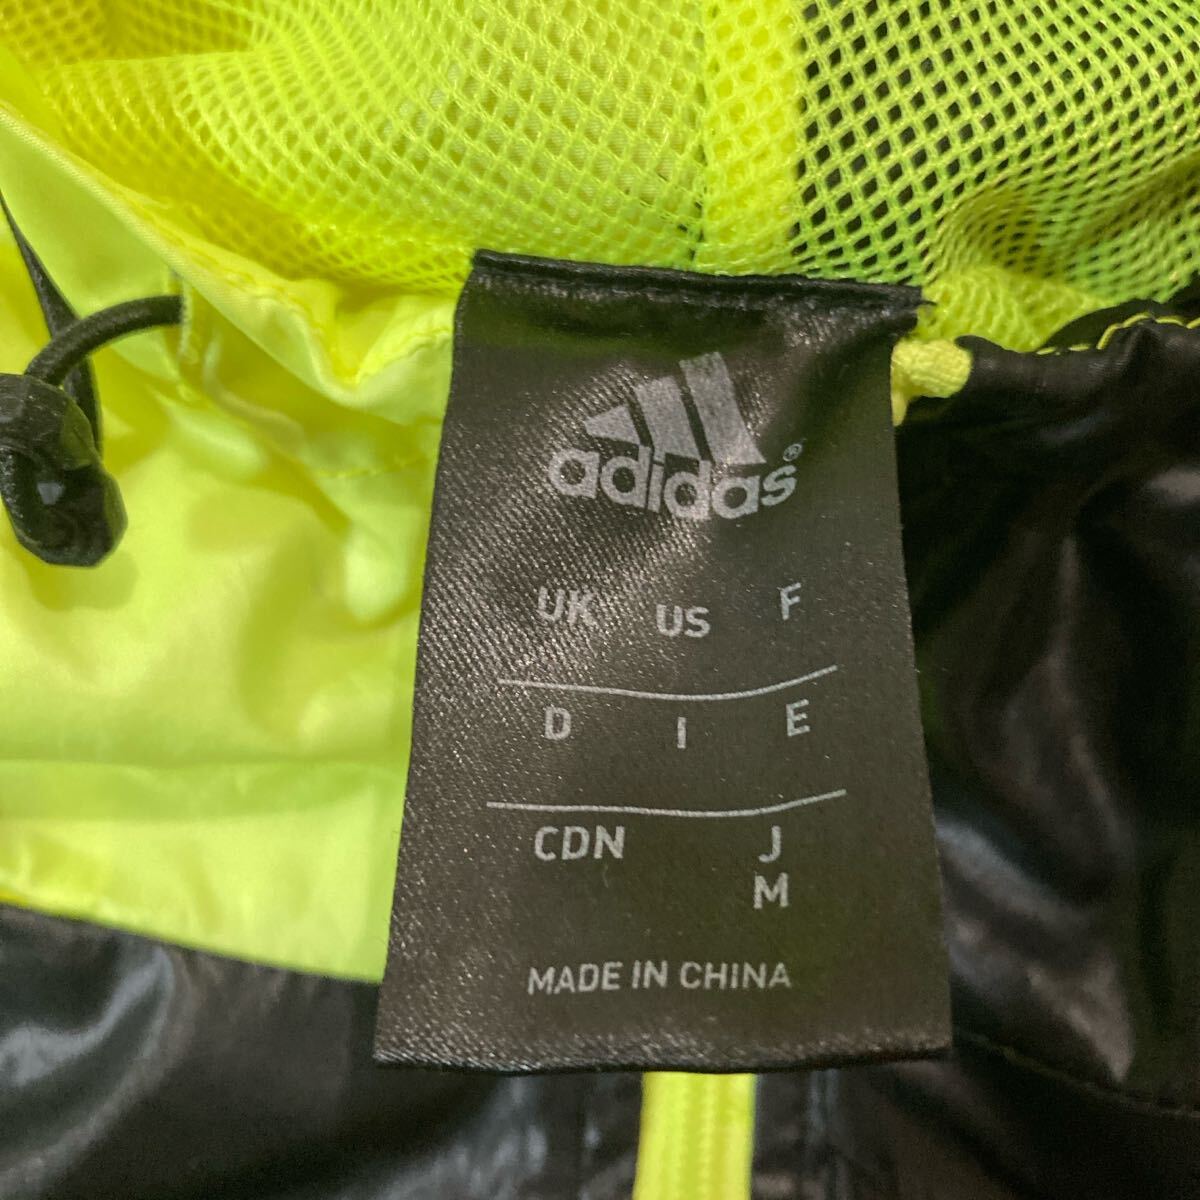 adidas®
UK US F
D I E
CDN J
M
MADE IN CHINA